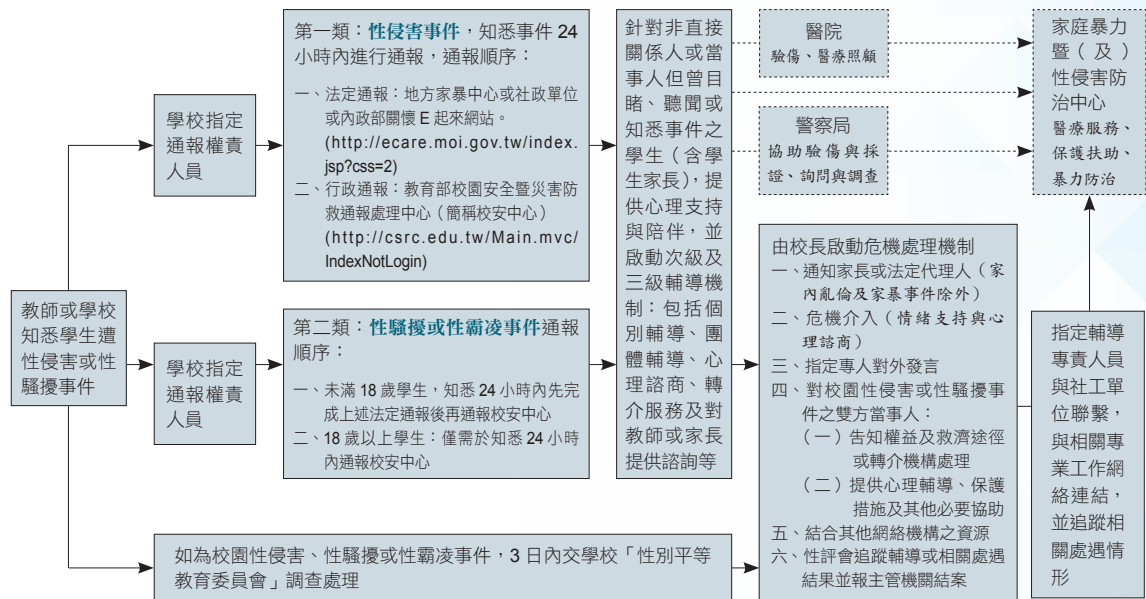 教師或學校
知悉學生遭
性侵害或性
騷擾事件
學校指定
通報權責
人員
第一類：性侵害事件，知悉事件 24
小時內進行通報，通報順序：
一、法定通報：地方家暴中心或社政單位
或內政部關懷 E 起來網站。
(http://ecare.moi.gov.tw/index.
jsp?css=2)
二、行政通報：教育部校園安全暨災害防
救通報處理中心（簡稱校安中心）
(http://csrc.edu.tw/Main.mvc/
IndexNotLogin)
學校指定
通報權責
人員
第二類：性騷擾或性霸凌事件通報
順序：
一、未滿 18 歲學生，知悉 24 小時內先完
成上述法定通報後再通報校安中心
二、18 歲以上學生：僅需於知悉 24 小時
內通報校安中心
如為校園性侵害、性騷擾或性霸凌事件，3 日內交學校「性別平等
教育委員會」調查處理
針對非直接
關係人或當
事人但曾目
睹、聽聞或
知悉事件之
學生（含學
生家長），提
供心理支持
與陪伴，並
啟動次級及
三級輔導機
制：包括個
別輔導、團
體輔導、心
理諮商、轉
介服務及對
教師或家長
提供諮詢等
醫院
驗傷、醫療照顧
警察局
協助驗傷與採
證、詢問與調查
由校長啟動危機處理機制
一、通知家長或法定代理人（家
內亂倫及家暴事件除外）
二、危機介入（情緒支持與心
理諮商）
三、指定專人對外發言
四、對校園性侵害或性騷擾事
件之雙方當事人：
（一）告知權益及救濟途徑
或轉介機構處理
（二）提供心理輔導、保護
措施及其他必要協助
五、結合其他網絡機構之資源
六、性評會追蹤輔導或相關處遇
結果並報主管機關結案
家庭暴力
暨（及）
性侵害防
治中心
醫療服務、
保護扶助、
暴力防治
指定輔導
專責人員
與社工單
位聯繫，
與相關專
業工作網
絡連結，
並追蹤相
關處遇情
形